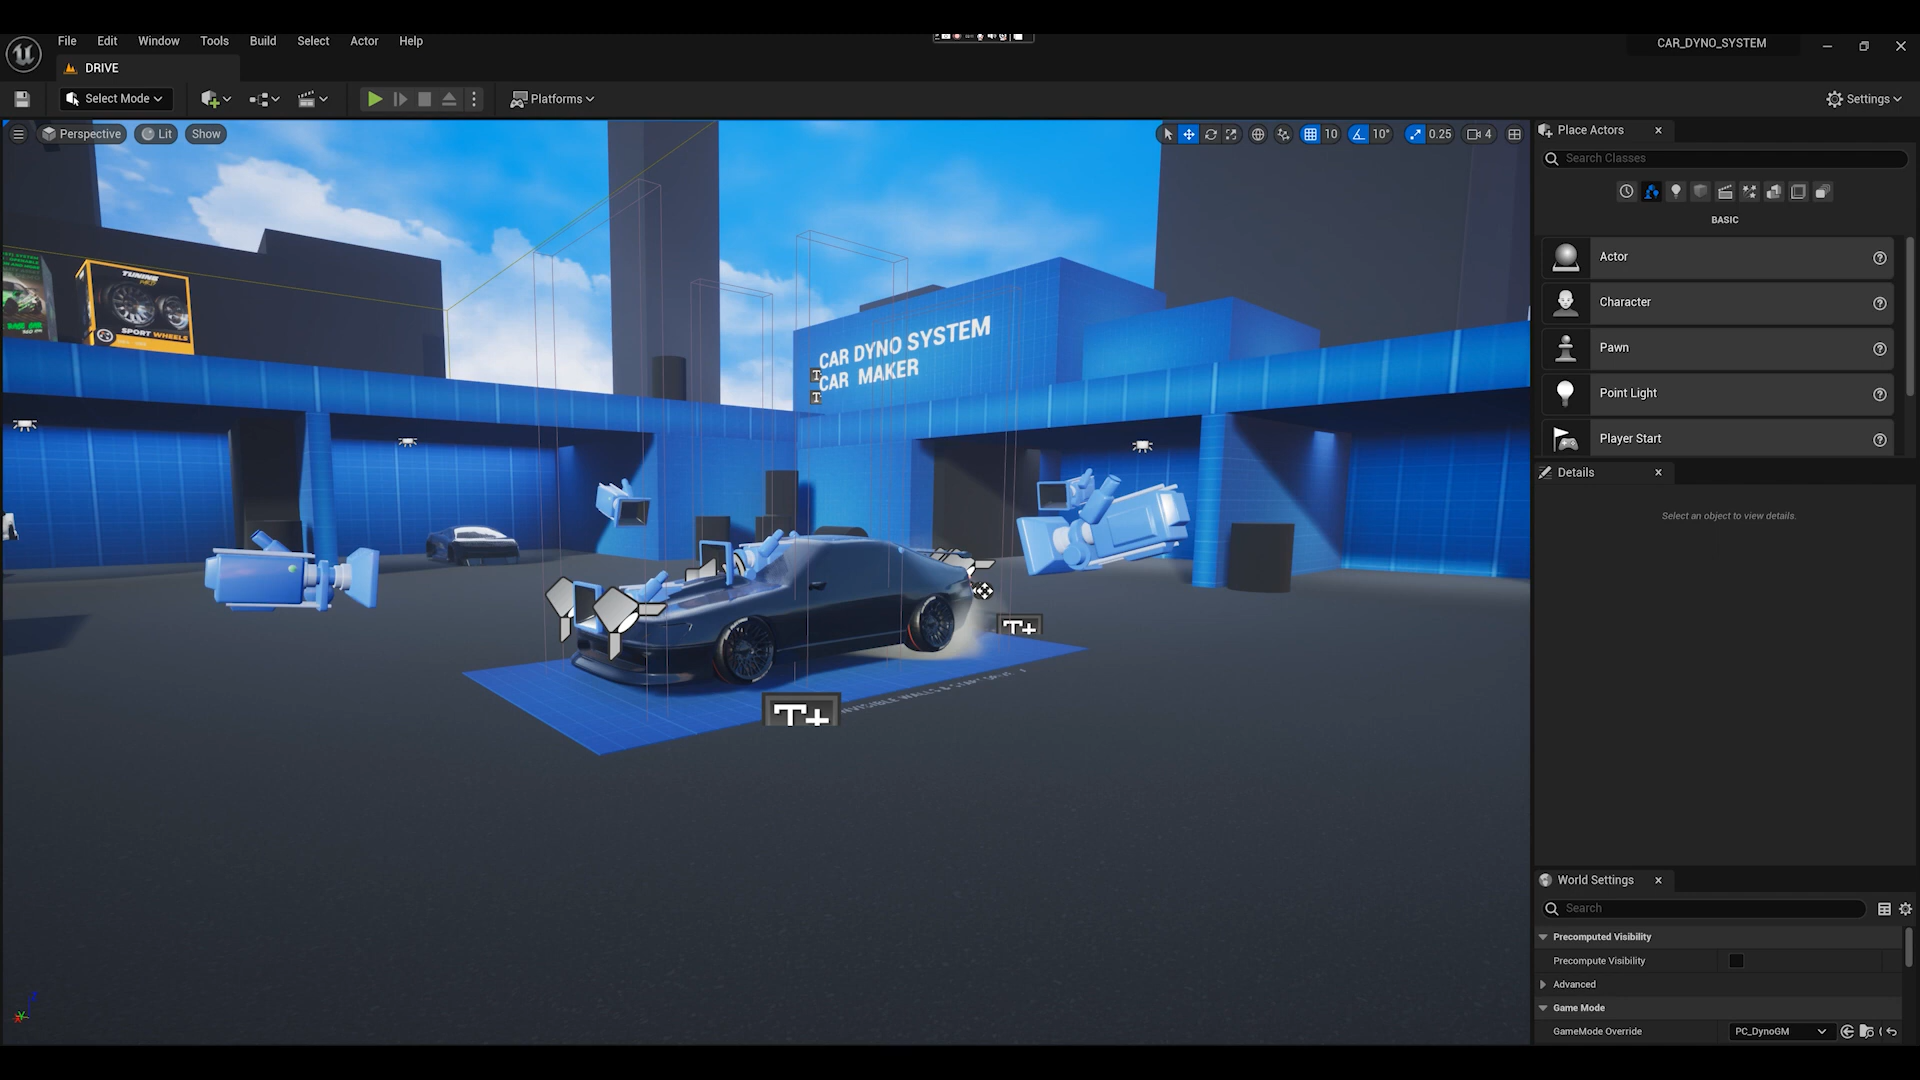 File Edit Window Tools Build Select Actor Help
CAR_DYNO_SYSTEM
DRIVE
Select Mode
Platforms
Settings
Perspective
Lit
Show
10
10°
0.25
4
Place Actors
Search Classes
BASIC
Actor
Character
Pawn
Point Light
Player Start
TUNING
SPORT WHEELS
CAR DYNO SYSTEM
CAR MAKER
T
T
T+
T+
Details
Select an object to view details.
World Settings
Search
Precomputed Visibility
Precompute Visibility
Advanced
Game Mode
GameMode Override
PC_DynoGM